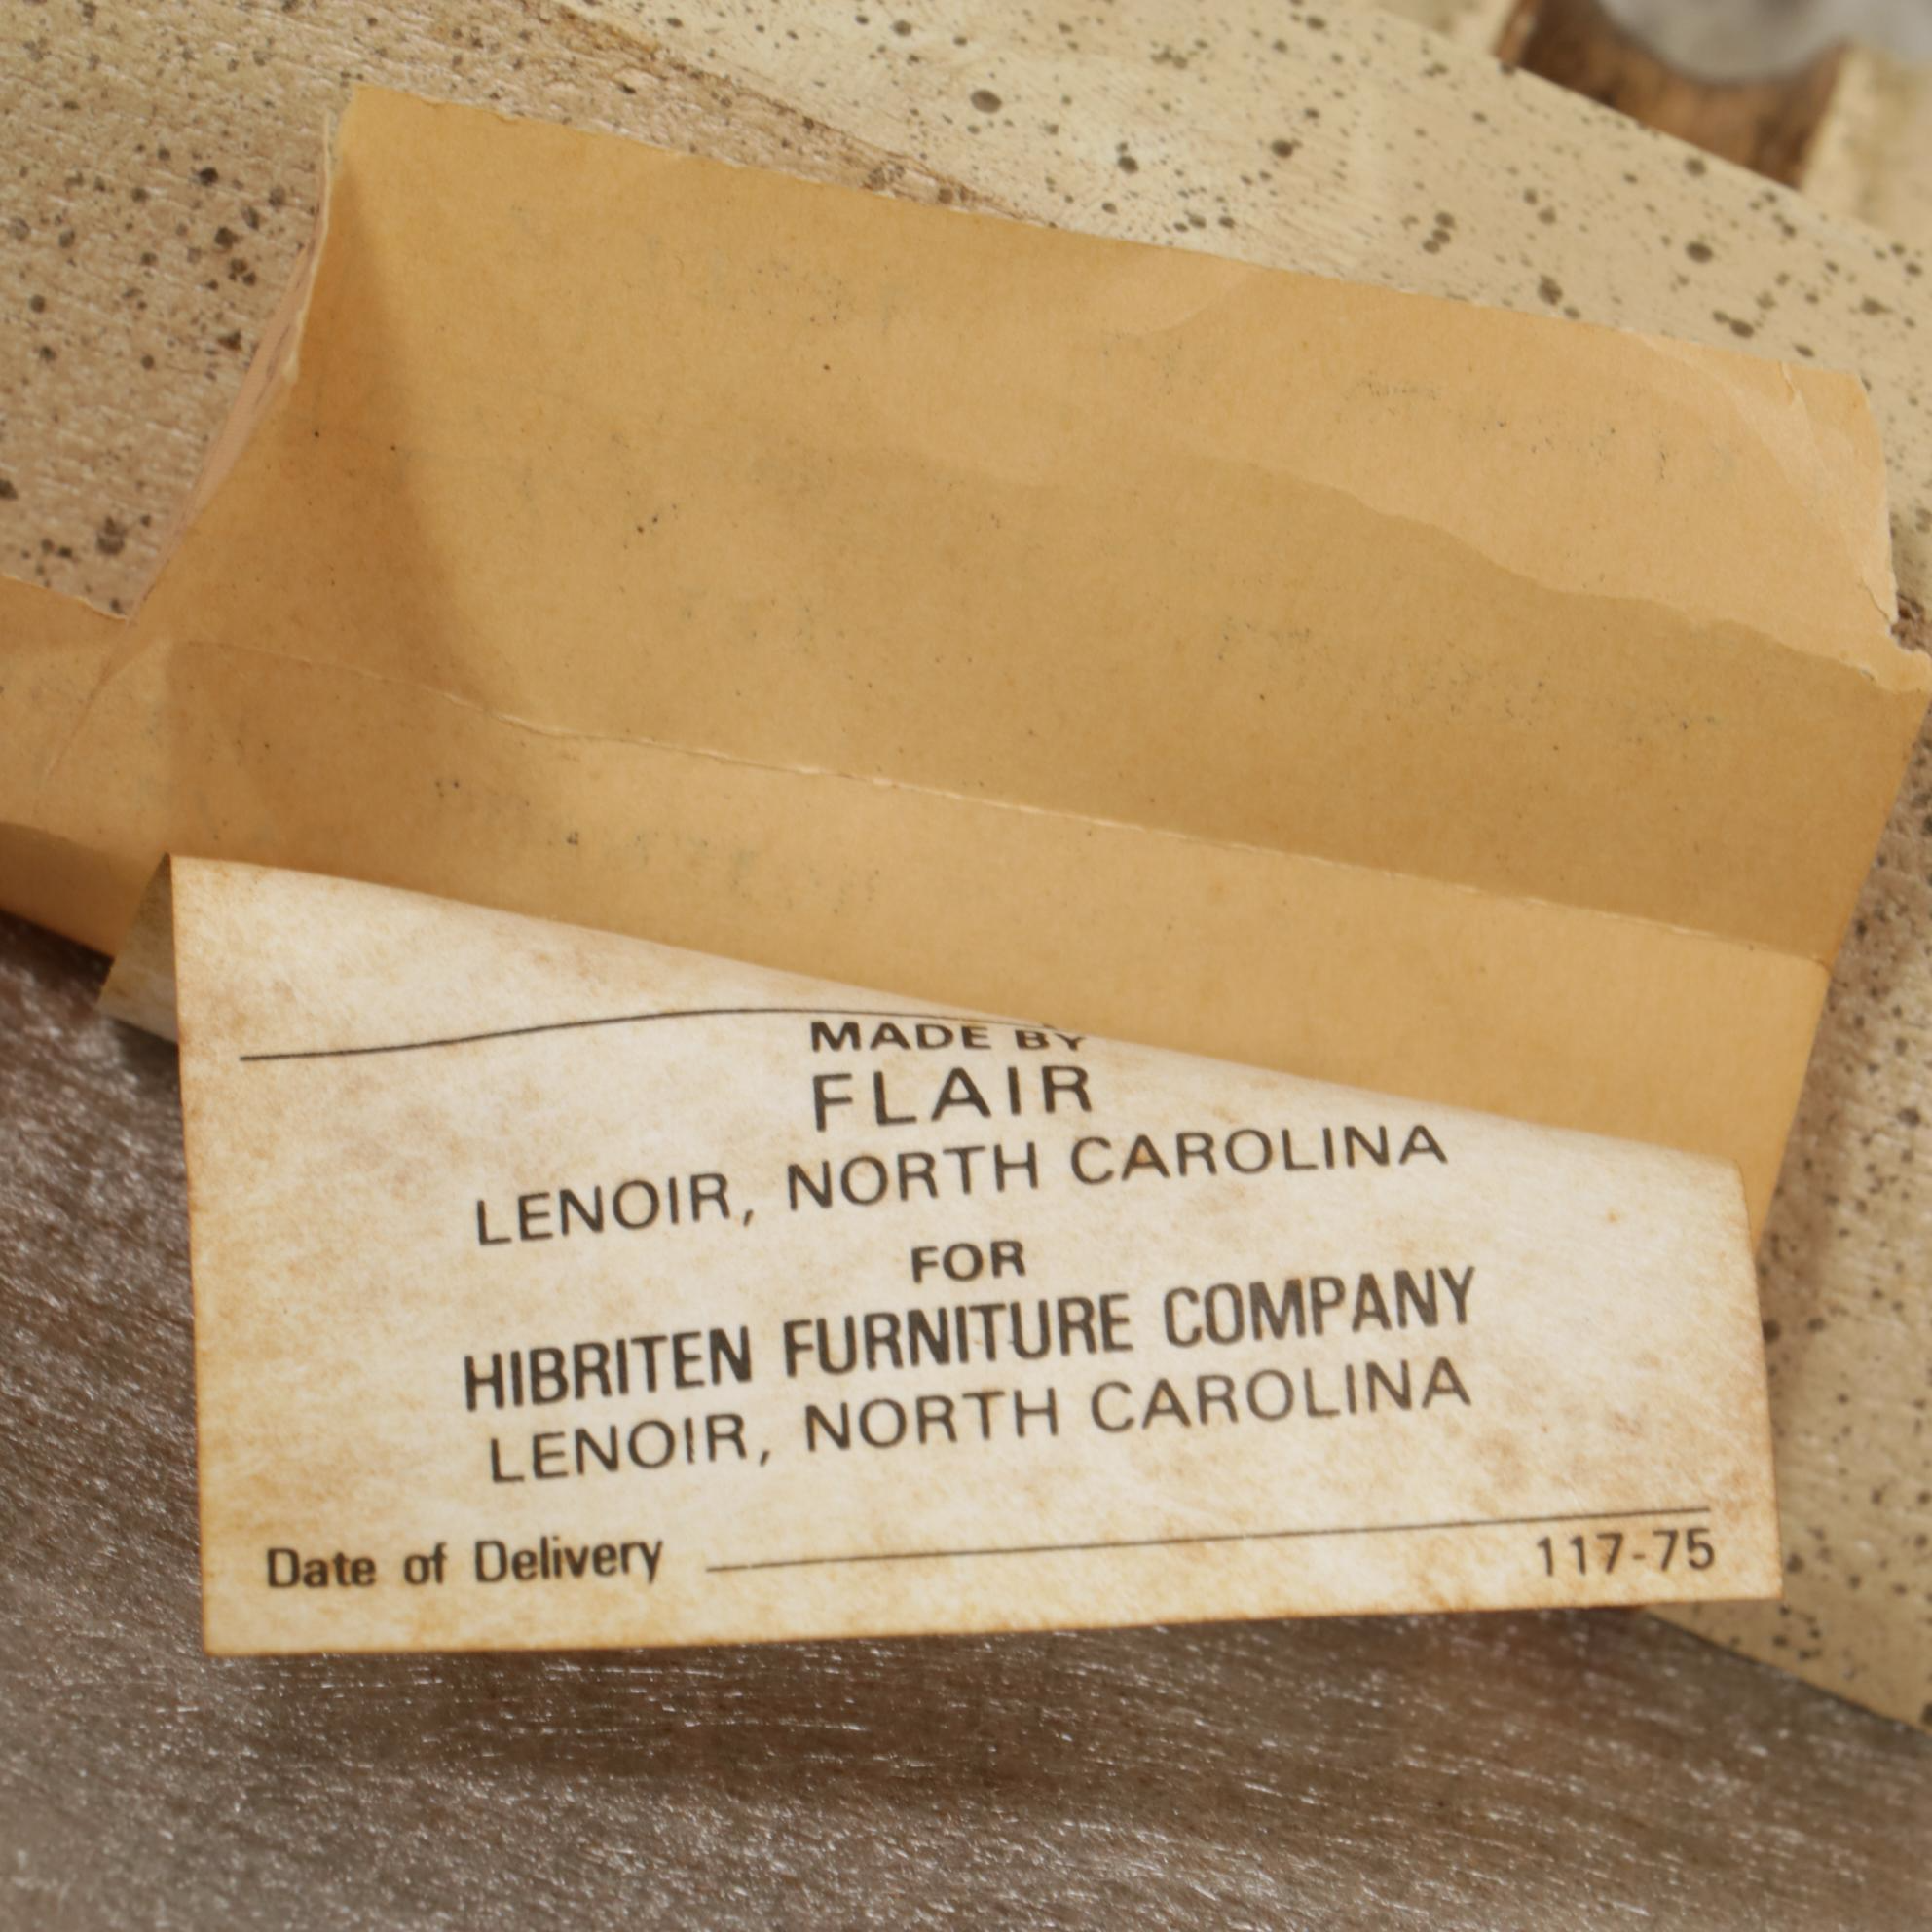 MADE BY
FLAIR
LENOIR, NORTH CAROLINA
FOR
HIBRITEN FURNITURE COMPANY
LENOIR, NORTH CAROLINA
Date of Delivery
117-75